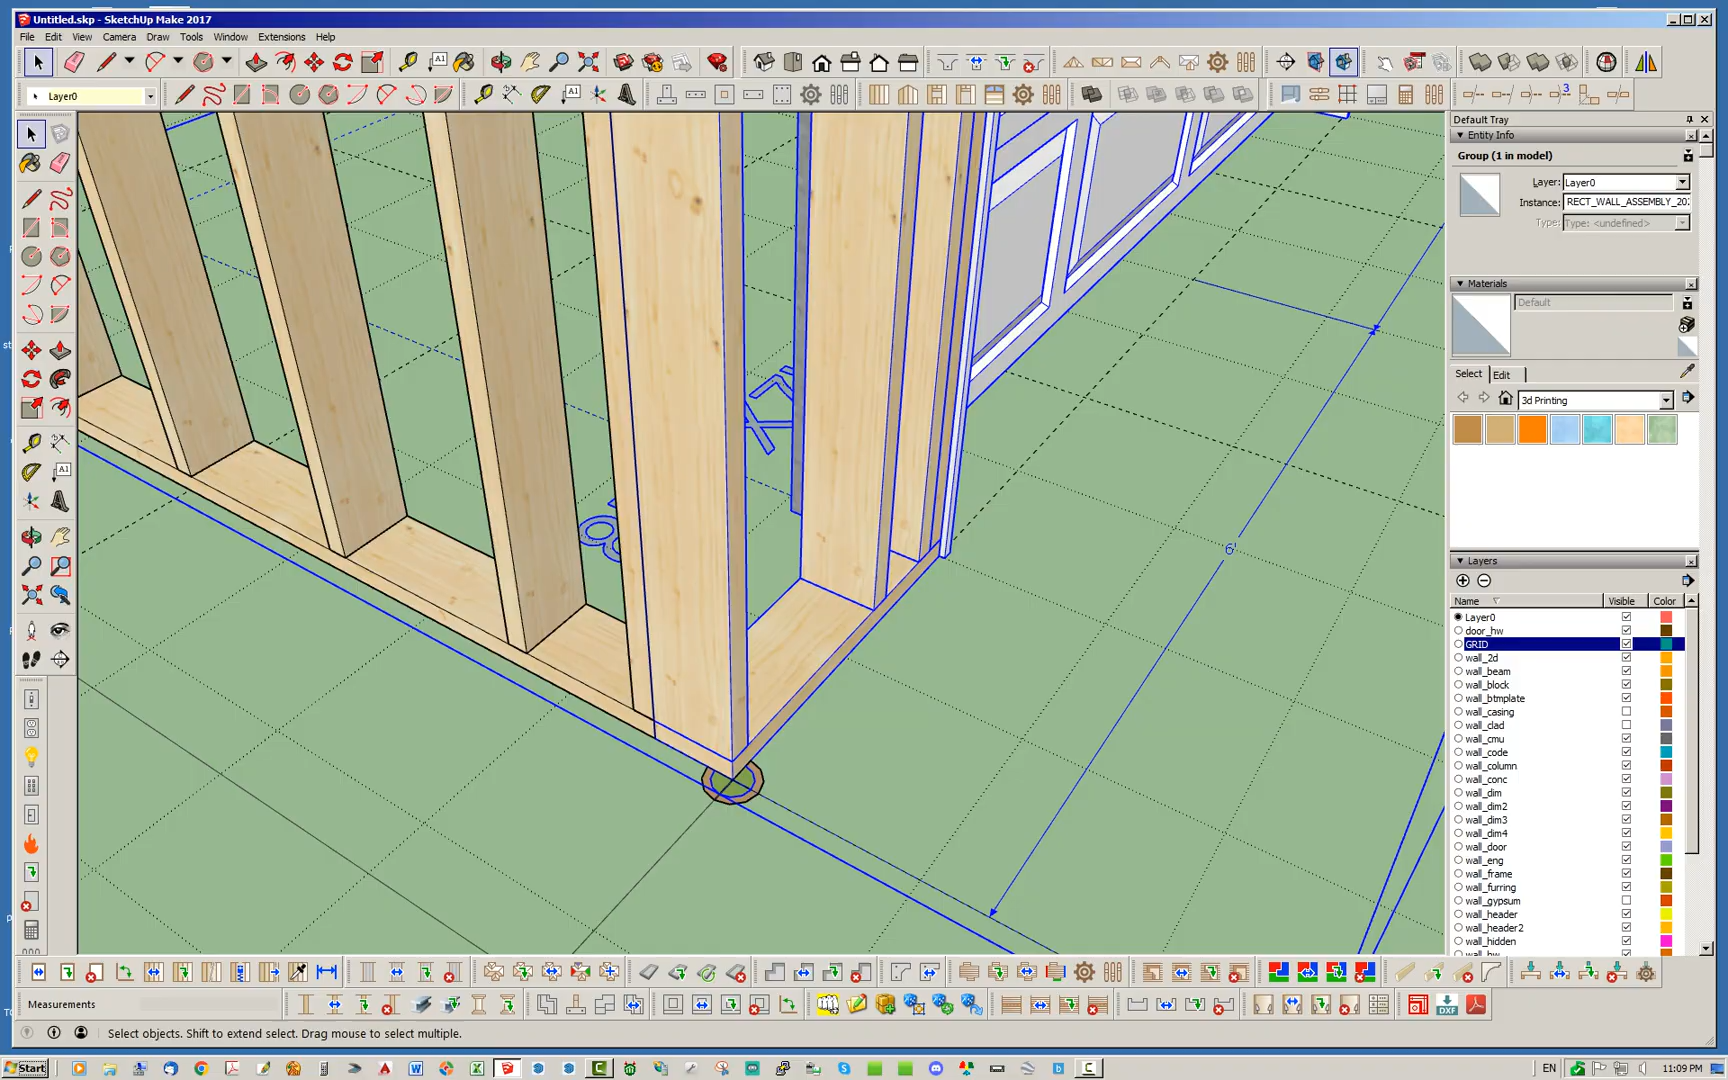 Untitled.skp - SketchUp Make 2017
File Edit View Camera Draw Tools Window Extensions Help
Layer0
Default Tray
Entity Info
Group (1 in model)
Layer: Layer0
Instance: RECT_WALL_ASSEMBLY_20
Type: Type: <undefined>
Materials
Default
Select Edit
3d Printing
Layers
Name Visible Color
Layer0
door_hw
GRID
wall_2d
wall_beam
wall_block
wall_btmplate
wall_casing
wall_clad
wall_cmu
wall_code
wall_column
wall_conc
wall_dim
wall_dim2
wall_dim3
wall_dim4
wall_door
wall_eng
wall_frame
wall_furring
wall_gypsum
wall_header
wall_header2
wall_hidden
wall_hw
6'
Measurements
DXF
Select objects. Shift to extend select. Drag mouse to select multiple.
Start
EN
11:09 PM